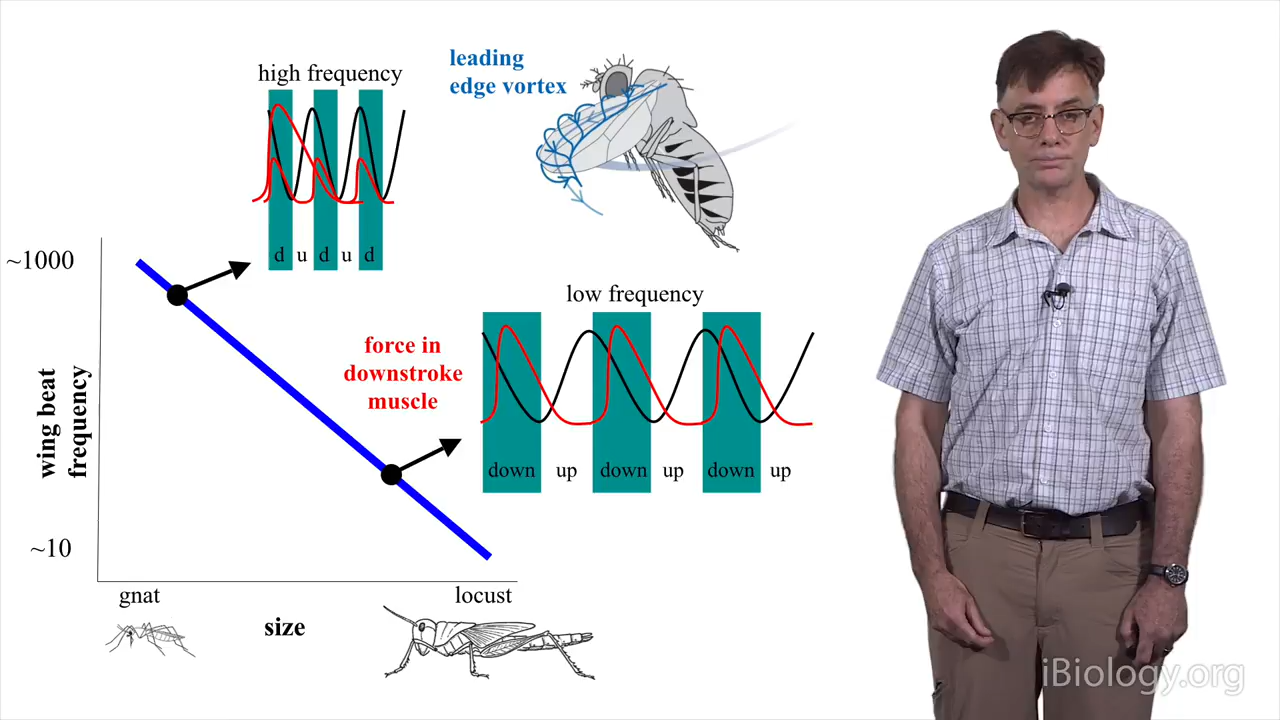 leading
edge vortex
high frequency
d u d u d
~1000
low frequency
force in
downstroke
muscle
wing beat
frequency
down up down up down up
~10
gnat
locust
size
iBiology.org